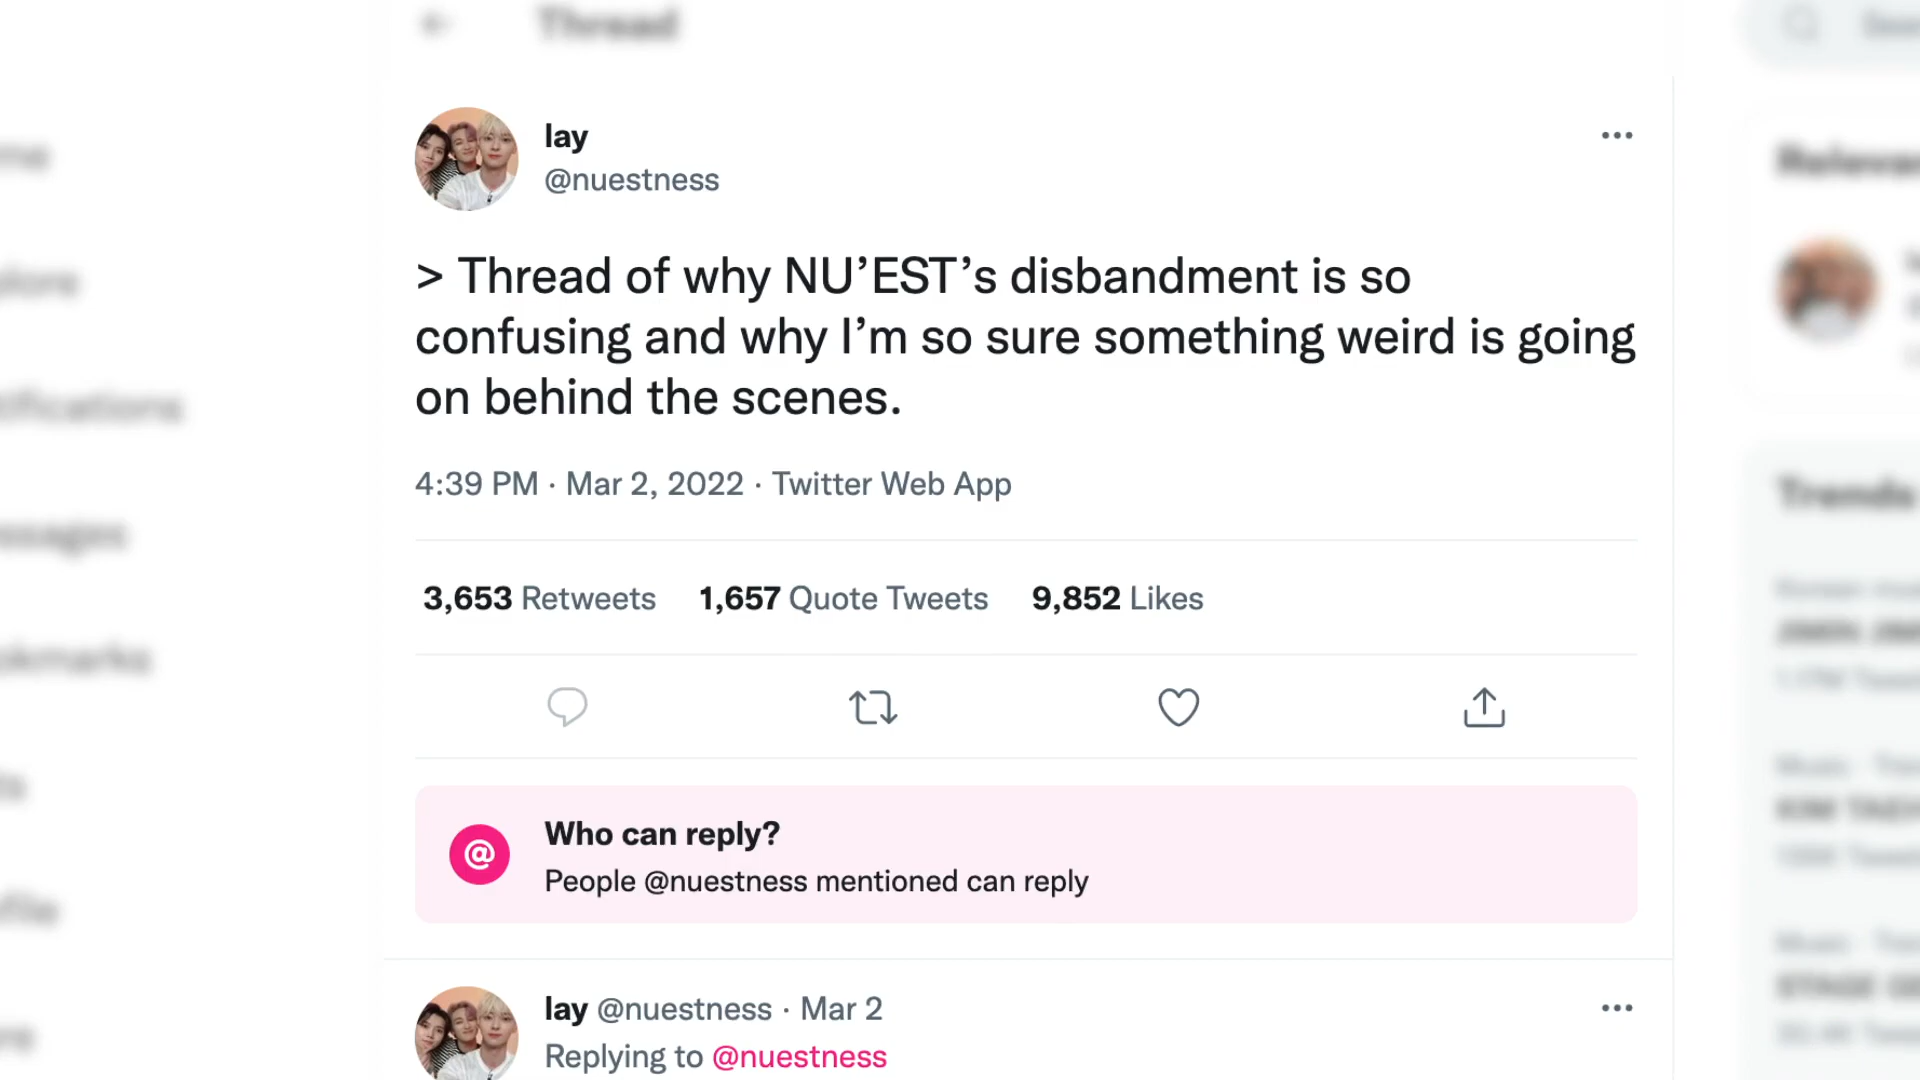 Thread
lay
@nuestness
> Thread of why NU’EST’s disbandment is so
confusing and why I’m so sure something weird is going
on behind the scenes.
4:39 PM · Mar 2, 2022 · Twitter Web App
3,653 Retweets 1,657 Quote Tweets 9,852 Likes
@
Who can reply?
People @nuestness mentioned can reply
lay @nuestness · Mar 2
Replying to @nuestness
Trends